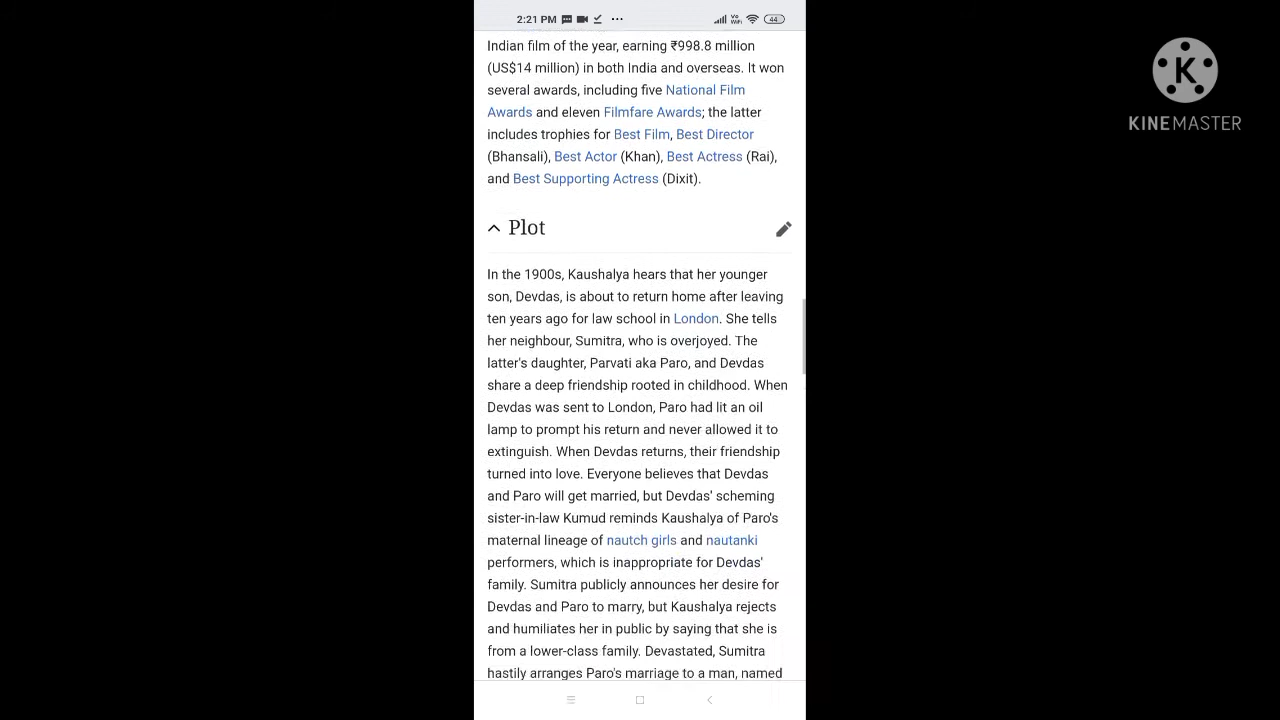 2:21 PM
Vo
WiFi
44
Indian film of the year, earning ₹998.8 million
(US$14 million) in both India and overseas. It won
several awards, including five National Film
Awards and eleven Filmfare Awards; the latter
includes trophies for Best Film, Best Director
(Bhansali), Best Actor (Khan), Best Actress (Rai),
and Best Supporting Actress (Dixit).
Plot
In the 1900s, Kaushalya hears that her younger
son, Devdas, is about to return home after leaving
ten years ago for law school in London. She tells
her neighbour, Sumitra, who is overjoyed. The
latter's daughter, Parvati aka Paro, and Devdas
share a deep friendship rooted in childhood. When
Devdas was sent to London, Paro had lit an oil
lamp to prompt his return and never allowed it to
extinguish. When Devdas returns, their friendship
turned into love. Everyone believes that Devdas
and Paro will get married, but Devdas' scheming
sister-in-law Kumud reminds Kaushalya of Paro's
maternal lineage of nautch girls and nautanki
performers, which is inappropriate for Devdas'
family. Sumitra publicly announces her desire for
Devdas and Paro to marry, but Kaushalya rejects
and humiliates her in public by saying that she is
from a lower-class family. Devastated, Sumitra
hastily arranges Paro's marriage to a man, named
K
KINEMASTER